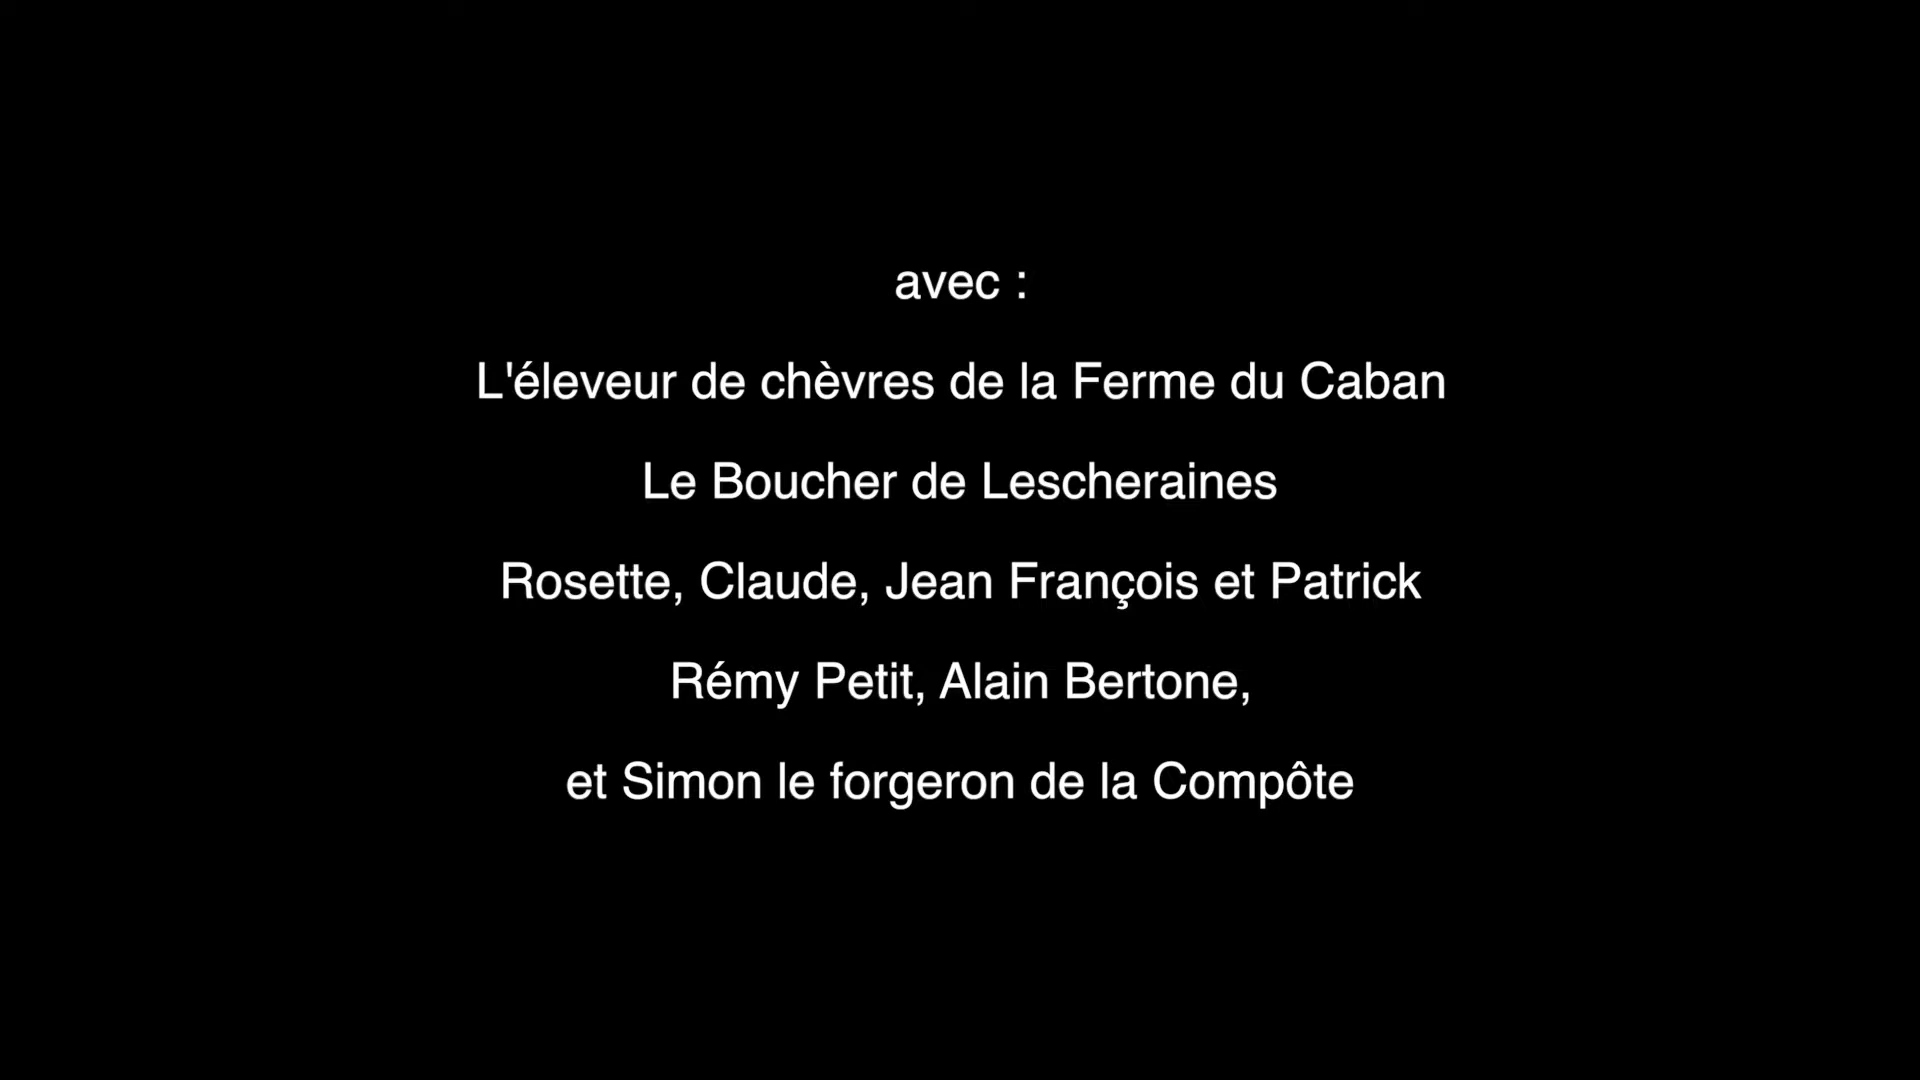 avec :
L'éleveur de chèvres de la Ferme du Caban
Le Boucher de Lescheraines
Rosette, Claude, Jean François et Patrick
Rémy Petit, Alain Bertone,
et Simon le forgeron de la Compôte